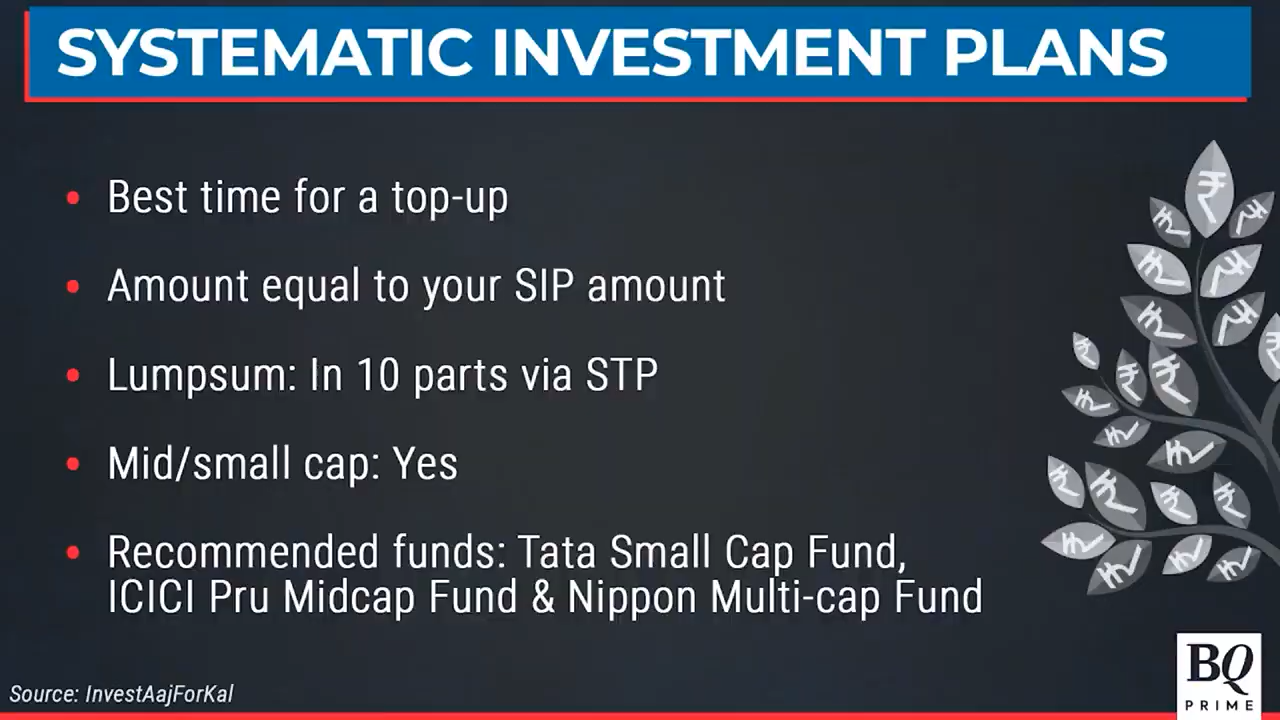 SYSTEMATIC INVESTMENT PLANS
• Best time for a top-up
• Amount equal to your SIP amount
• Lumpsum: In 10 parts via STP
• Mid/small cap: Yes
• Recommended funds: Tata Small Cap Fund,
ICICI Pru Midcap Fund & Nippon Multi-cap Fund
Source: InvestAajForKal
BQ
PRIME